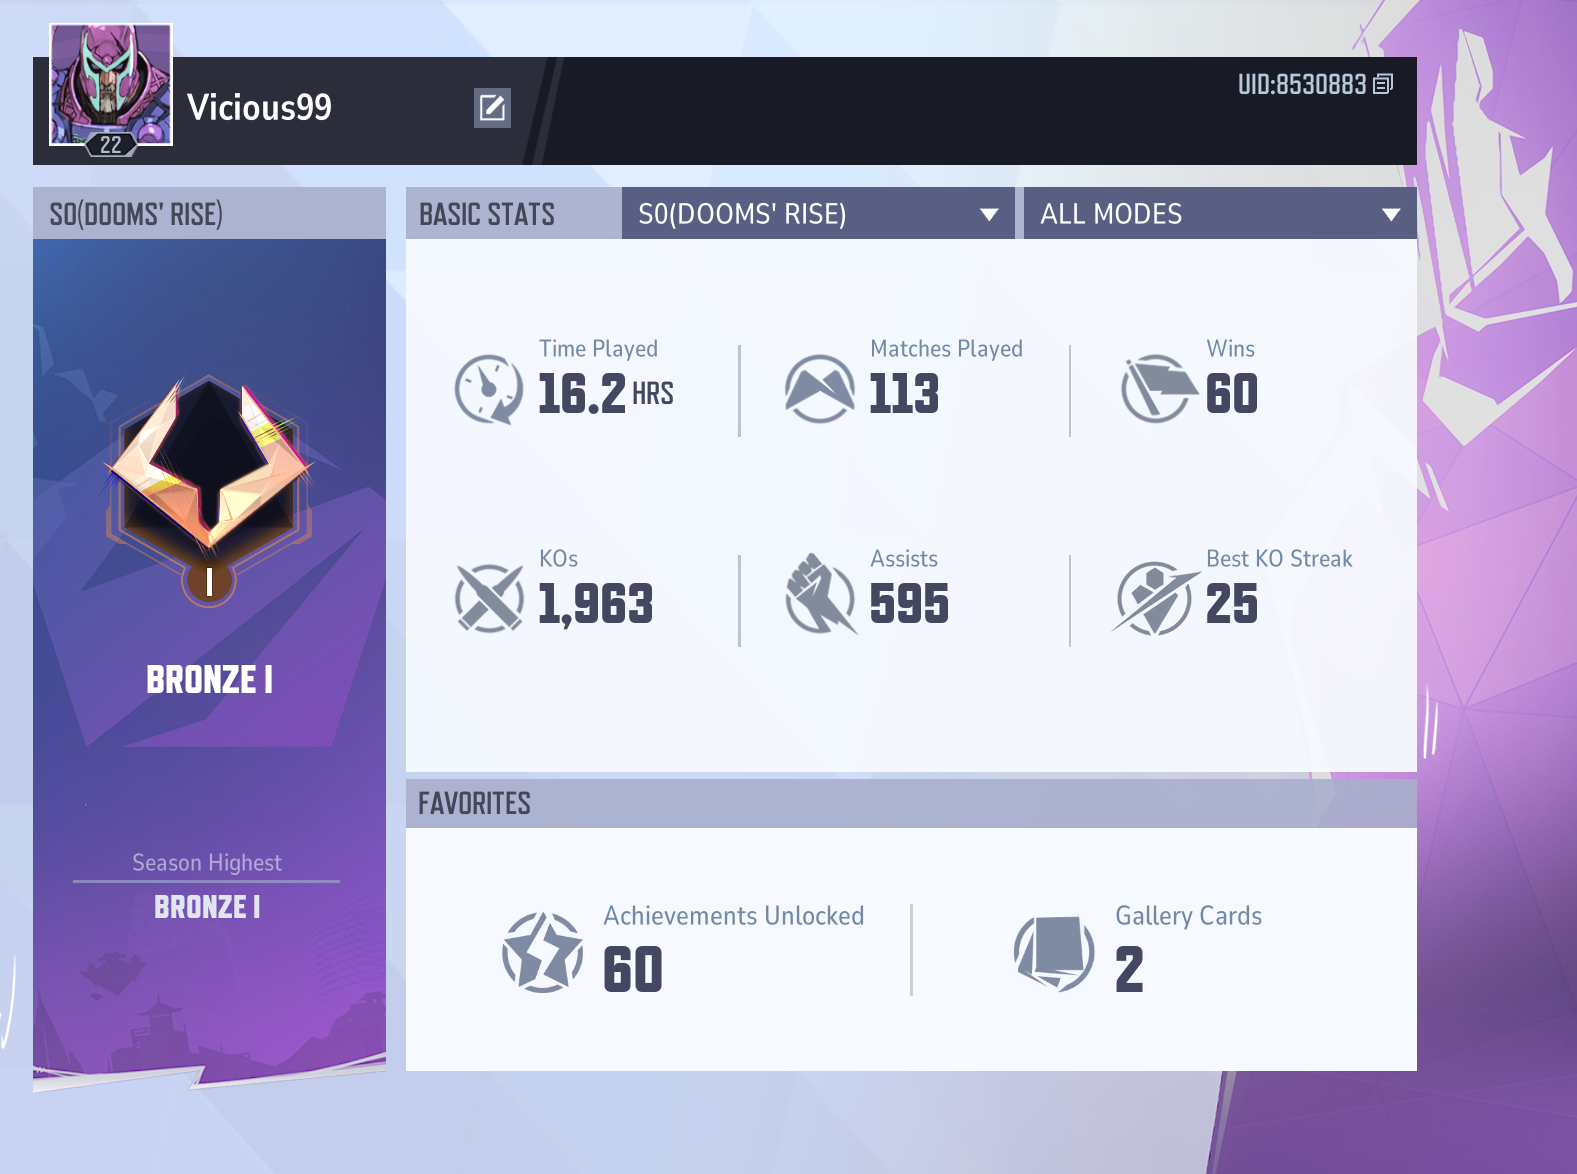 Vicious99
22
UID:8530883
S0(DOOMS' RISE)
BRONZE I
Season Highest
BRONZE I
BASIC STATS
S0(DOOMS' RISE)
ALL MODES
Time Played
16.2 HRS
Matches Played
113
Wins
60
KOs
1,963
Assists
595
Best KO Streak
25
FAVORITES
Achievements Unlocked
60
Gallery Cards
2